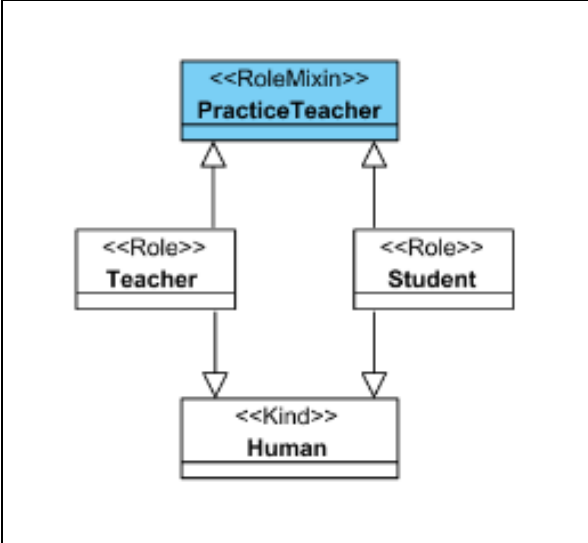 <<RoleMixin>>
PracticeTeacher
<<Role>>
Teacher
<<Role>>
Student
<<Kind>>
Human